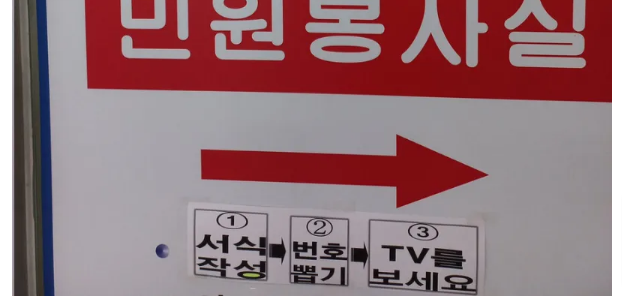 민원봉사실
① 서식 작성 ➡ ② 번호 뽑기 ➡ ③ TV를 보세요